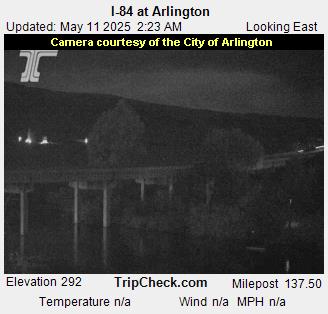 I-84 at Arlington
Updated: May 11 2025 2:23 AM Looking East
Camera courtesy of the City of Arlington
Elevation 292 TripCheck.com Milepost 137.50
Temperature n/a Wind n/a MPH n/a